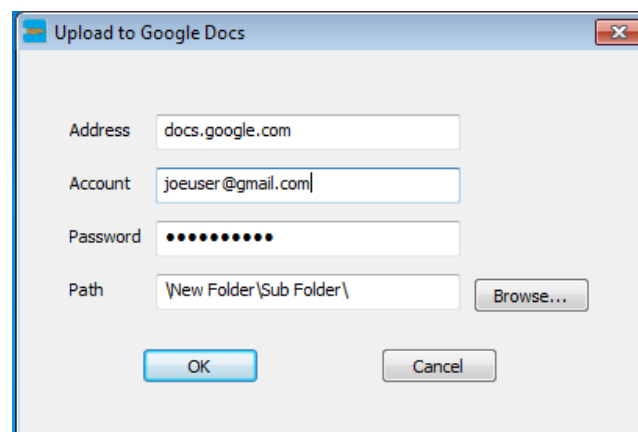 Upload to Google Docs
Address docs.google.com
Account joeuser@gmail.com
Password ••••••••••
Path \New Folder\Sub Folder\ Browse...
OK Cancel